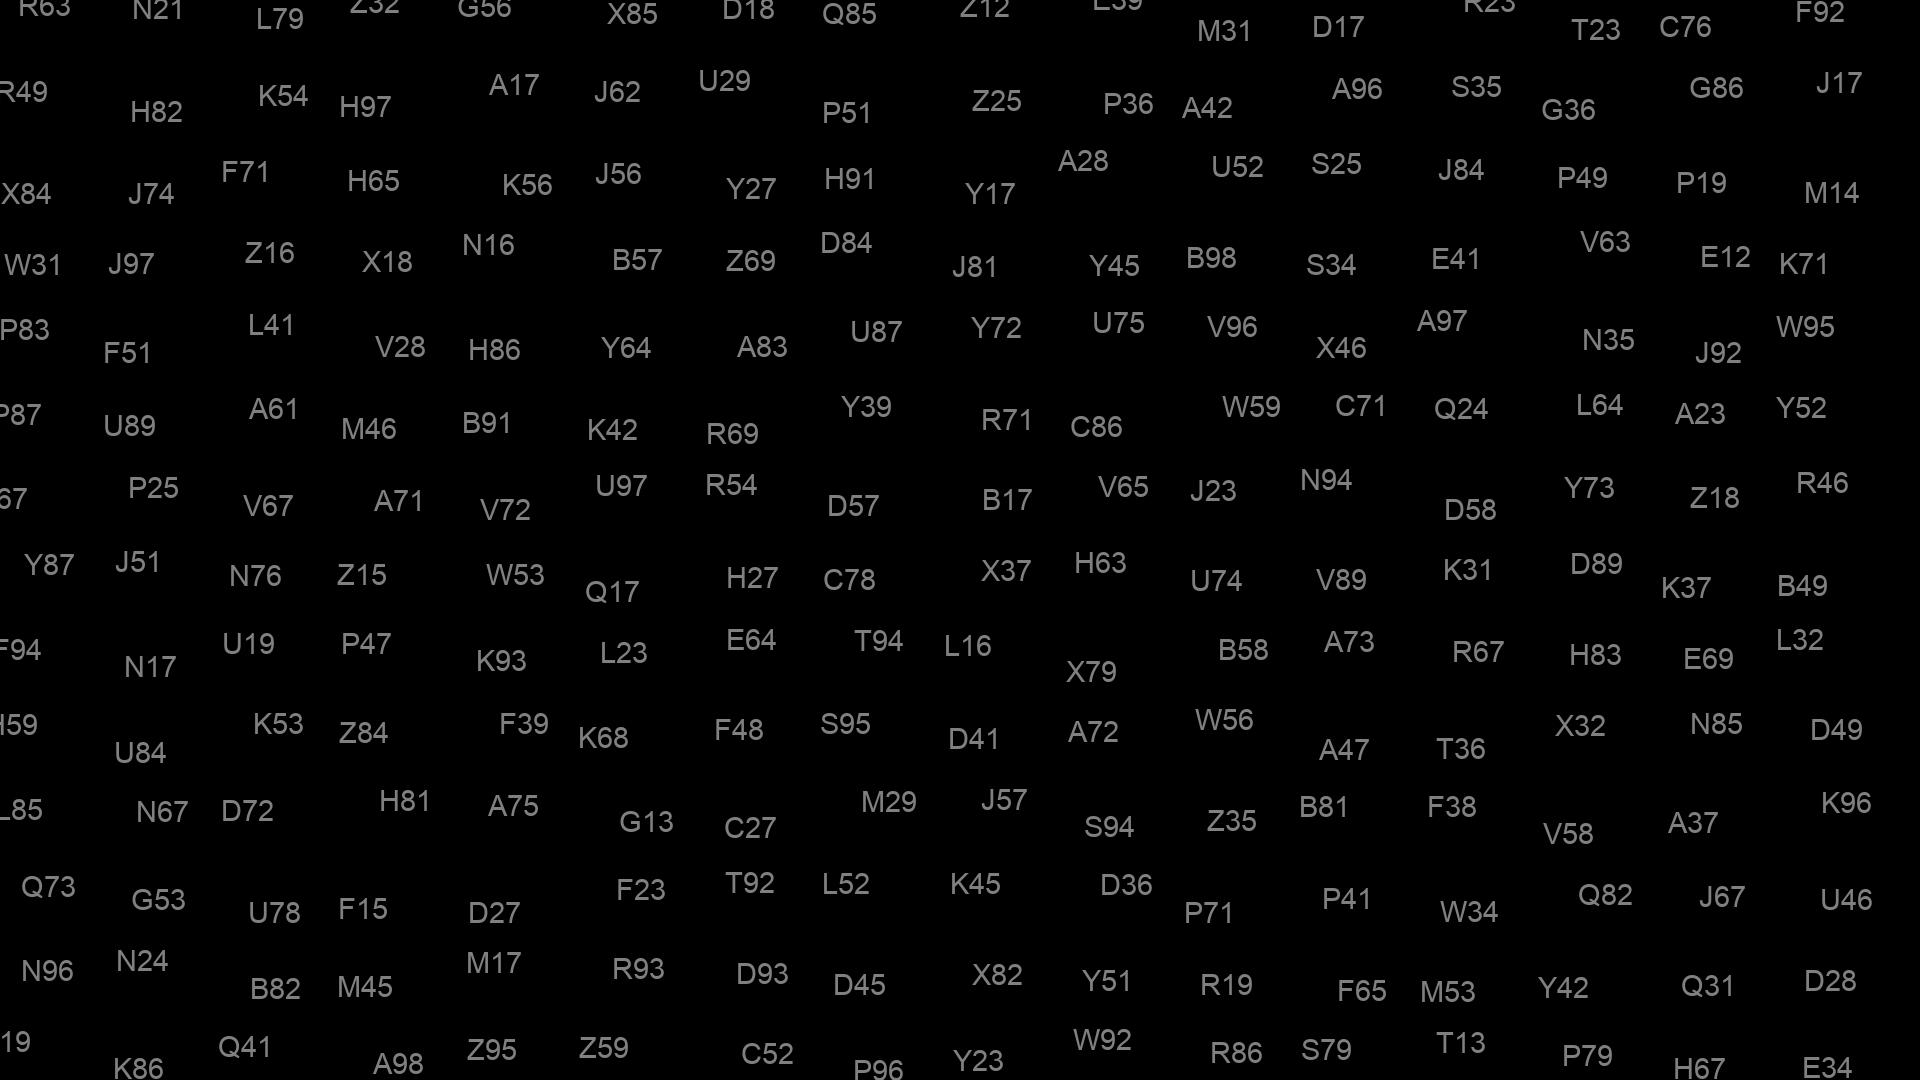 R63 N21 L79 Z32 G56 X85 D18 Q85 Z12 E39 M31 D17 R23 T23 C76 F92
R49 H82 K54 H97 A17 J62 U29 P51 Z25 P36 A42 A96 S35 G36 G86 J17
X84 J74 F71 H65 K56 J56 Y27 H91 Y17 A28 U52 S25 J84 P49 P19 M14
W31 J97 Z16 X18 N16 B57 Z69 D84 J81 Y45 B98 S34 E41 V63 E12 K71
P83 F51 L41 V28 H86 Y64 A83 U87 Y72 U75 V96 X46 A97 N35 J92 W95
P87 U89 A61 M46 B91 K42 R69 Y39 R71 C86 W59 C71 Q24 L64 A23 Y52
67 P25 V67 A71 V72 U97 R54 D57 B17 V65 J23 N94 D58 Y73 Z18 R46
Y87 J51 N76 Z15 W53 Q17 H27 C78 X37 H63 U74 V89 K31 D89 K37 B49
F94 N17 U19 P47 K93 L23 E64 T94 L16 X79 B58 A73 R67 H83 E69 L32
H59 U84 K53 Z84 F39 K68 F48 S95 D41 A72 W56 A47 T36 X32 N85 D49
L85 N67 D72 H81 A75 G13 C27 M29 J57 S94 Z35 B81 F38 V58 A37 K96
Q73 G53 U78 F15 D27 F23 T92 L52 K45 D36 P71 P41 W34 Q82 J67 U46
N96 N24 B82 M45 M17 R93 D93 D45 X82 Y51 R19 F65 M53 Y42 Q31 D28
19 K86 Q41 A98 Z95 Z59 C52 P96 Y23 W92 R86 S79 T13 P79 H67 E34